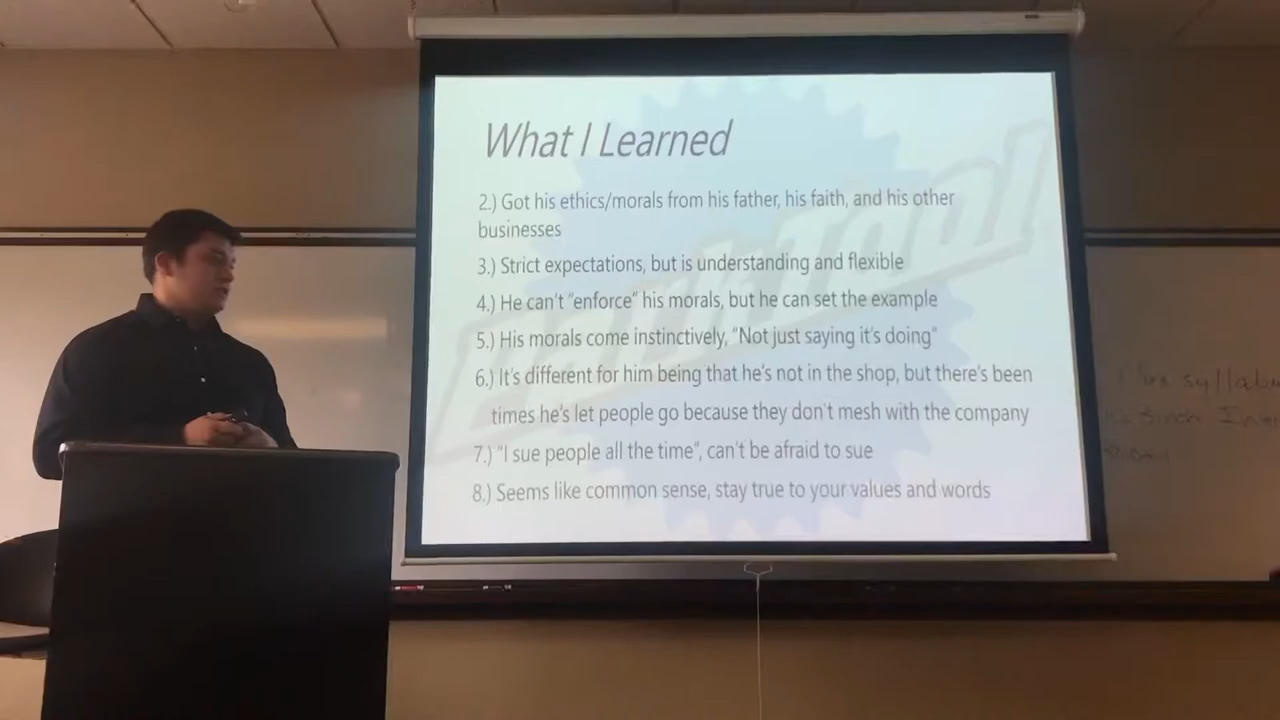 What I Learned
2.) Got his ethics/morals from his father, his faith, and his other
businesses
3.) Strict expectations, but is understanding and flexible
4.) He can't "enforce" his morals, but he can set the example
5.) His morals come instinctively, "Not just saying it's doing"
6.) It's different for him being that he's not in the shop, but there's been
times he's let people go because they don't mesh with the company
7.) "I sue people all the time", can't be afraid to sue
8.) Seems like common sense, stay true to your values and words